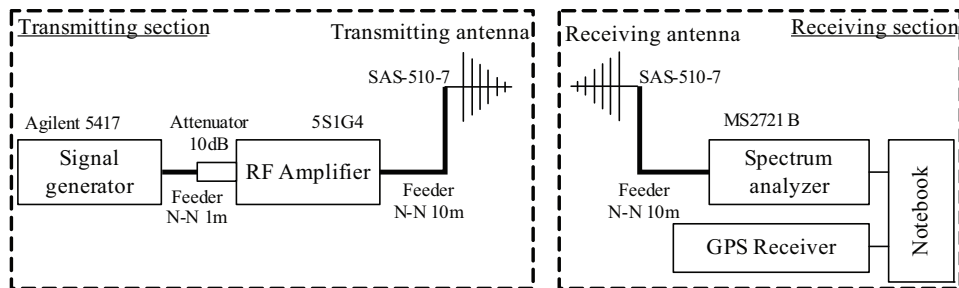 Transmitting section
Transmitting antenna
SAS-510-7
Agilent 5417
Attenuator
10dB
5S1G4
Signal
generator
RF Amplifier
Feeder
N-N 1m
Feeder
N-N 10m
Receiving antenna
Receiving section
SAS-510-7
MS2721B
Spectrum
analyzer
Feeder
N-N 10m
GPS Receiver
Notebook